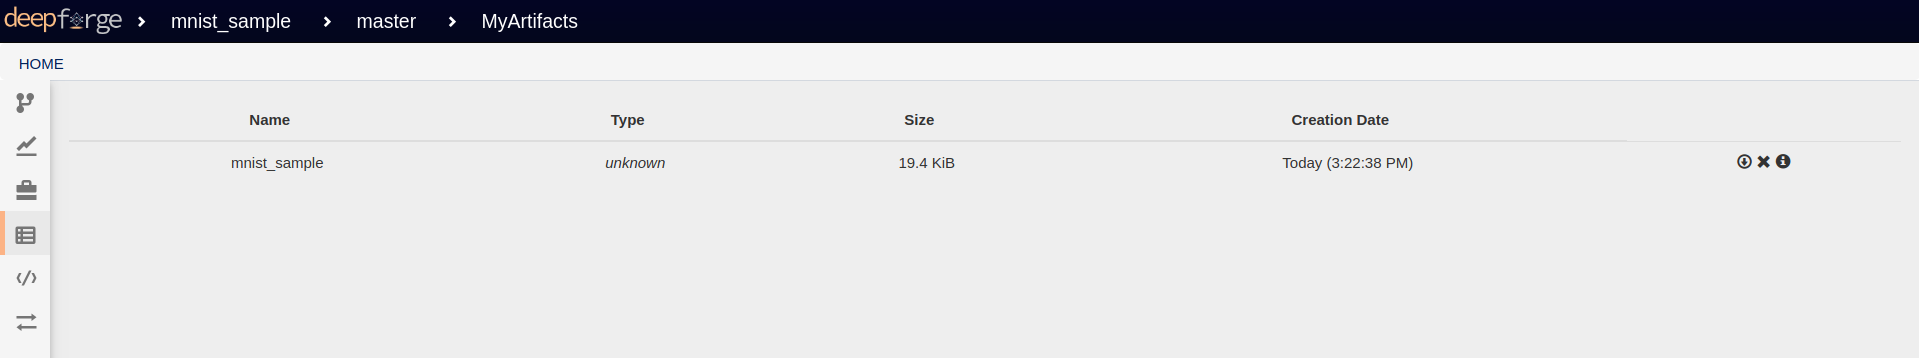 deepforge mnist_sample master MyArtifacts
HOME
Name Type Size Creation Date
mnist_sample unknown 19.4 KiB Today (3:22:38 PM)